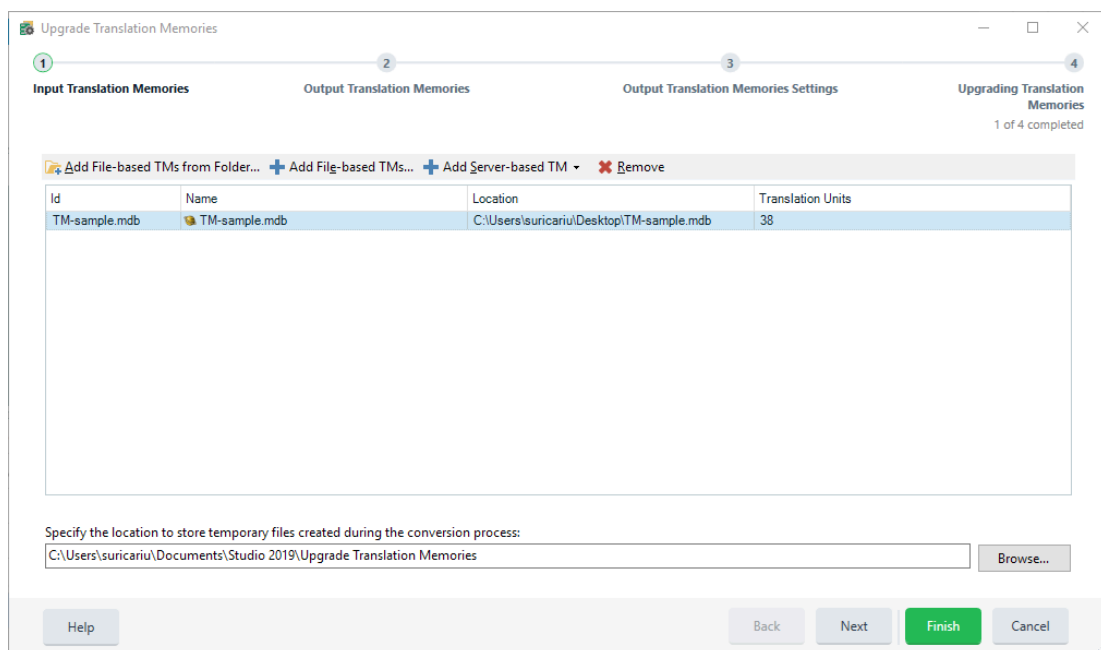 Upgrade Translation Memories
1 2 3 4
Input Translation Memories Output Translation Memories Output Translation Memories Settings Upgrading Translation
Memories
1 of 4 completed
Add File-based TMs from Folder... Add File-based TMs... Add Server-based TM Remove
Id Name Location Translation Units
TM-sample.mdb TM-sample.mdb C:\Users\suricariu\Desktop\TM-sample.mdb 38
Specify the location to store temporary files created during the conversion process:
C:\Users\suricariu\Documents\Studio 2019\Upgrade Translation Memories Browse...
Help Back Next Finish Cancel